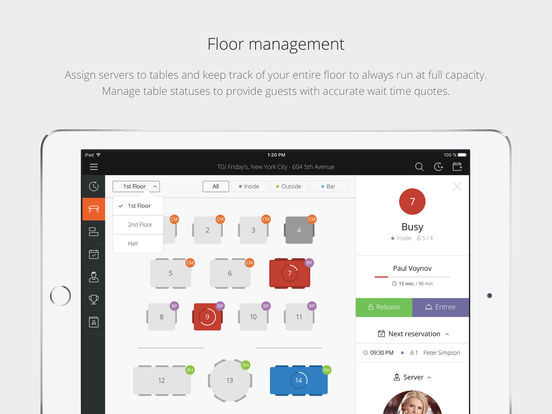 Floor management
Assign servers to tables and keep track of your entire floor to always run at full capacity.
Manage table statuses to provide guests with accurate wait time quotes.
iPad
1:20 PM
100 %
TGI Friday's, New York City - 604 5th Avenue
1st Floor
All
Inside
Outside
Bar
1st Floor
2nd Floor
Hall
CM
2
CM
3
CM
4
CM
5
CM
6
CM
7
BP
8
BP
9
BP
10
BP
11
BP
12
RH
13
RH
14
RH
7
Busy
Inside
5 / 4
Paul Voynov
15 min. / 90 min.
Release
Entree
Next reservation
09:30 PM
1
Peter Simpson
Server